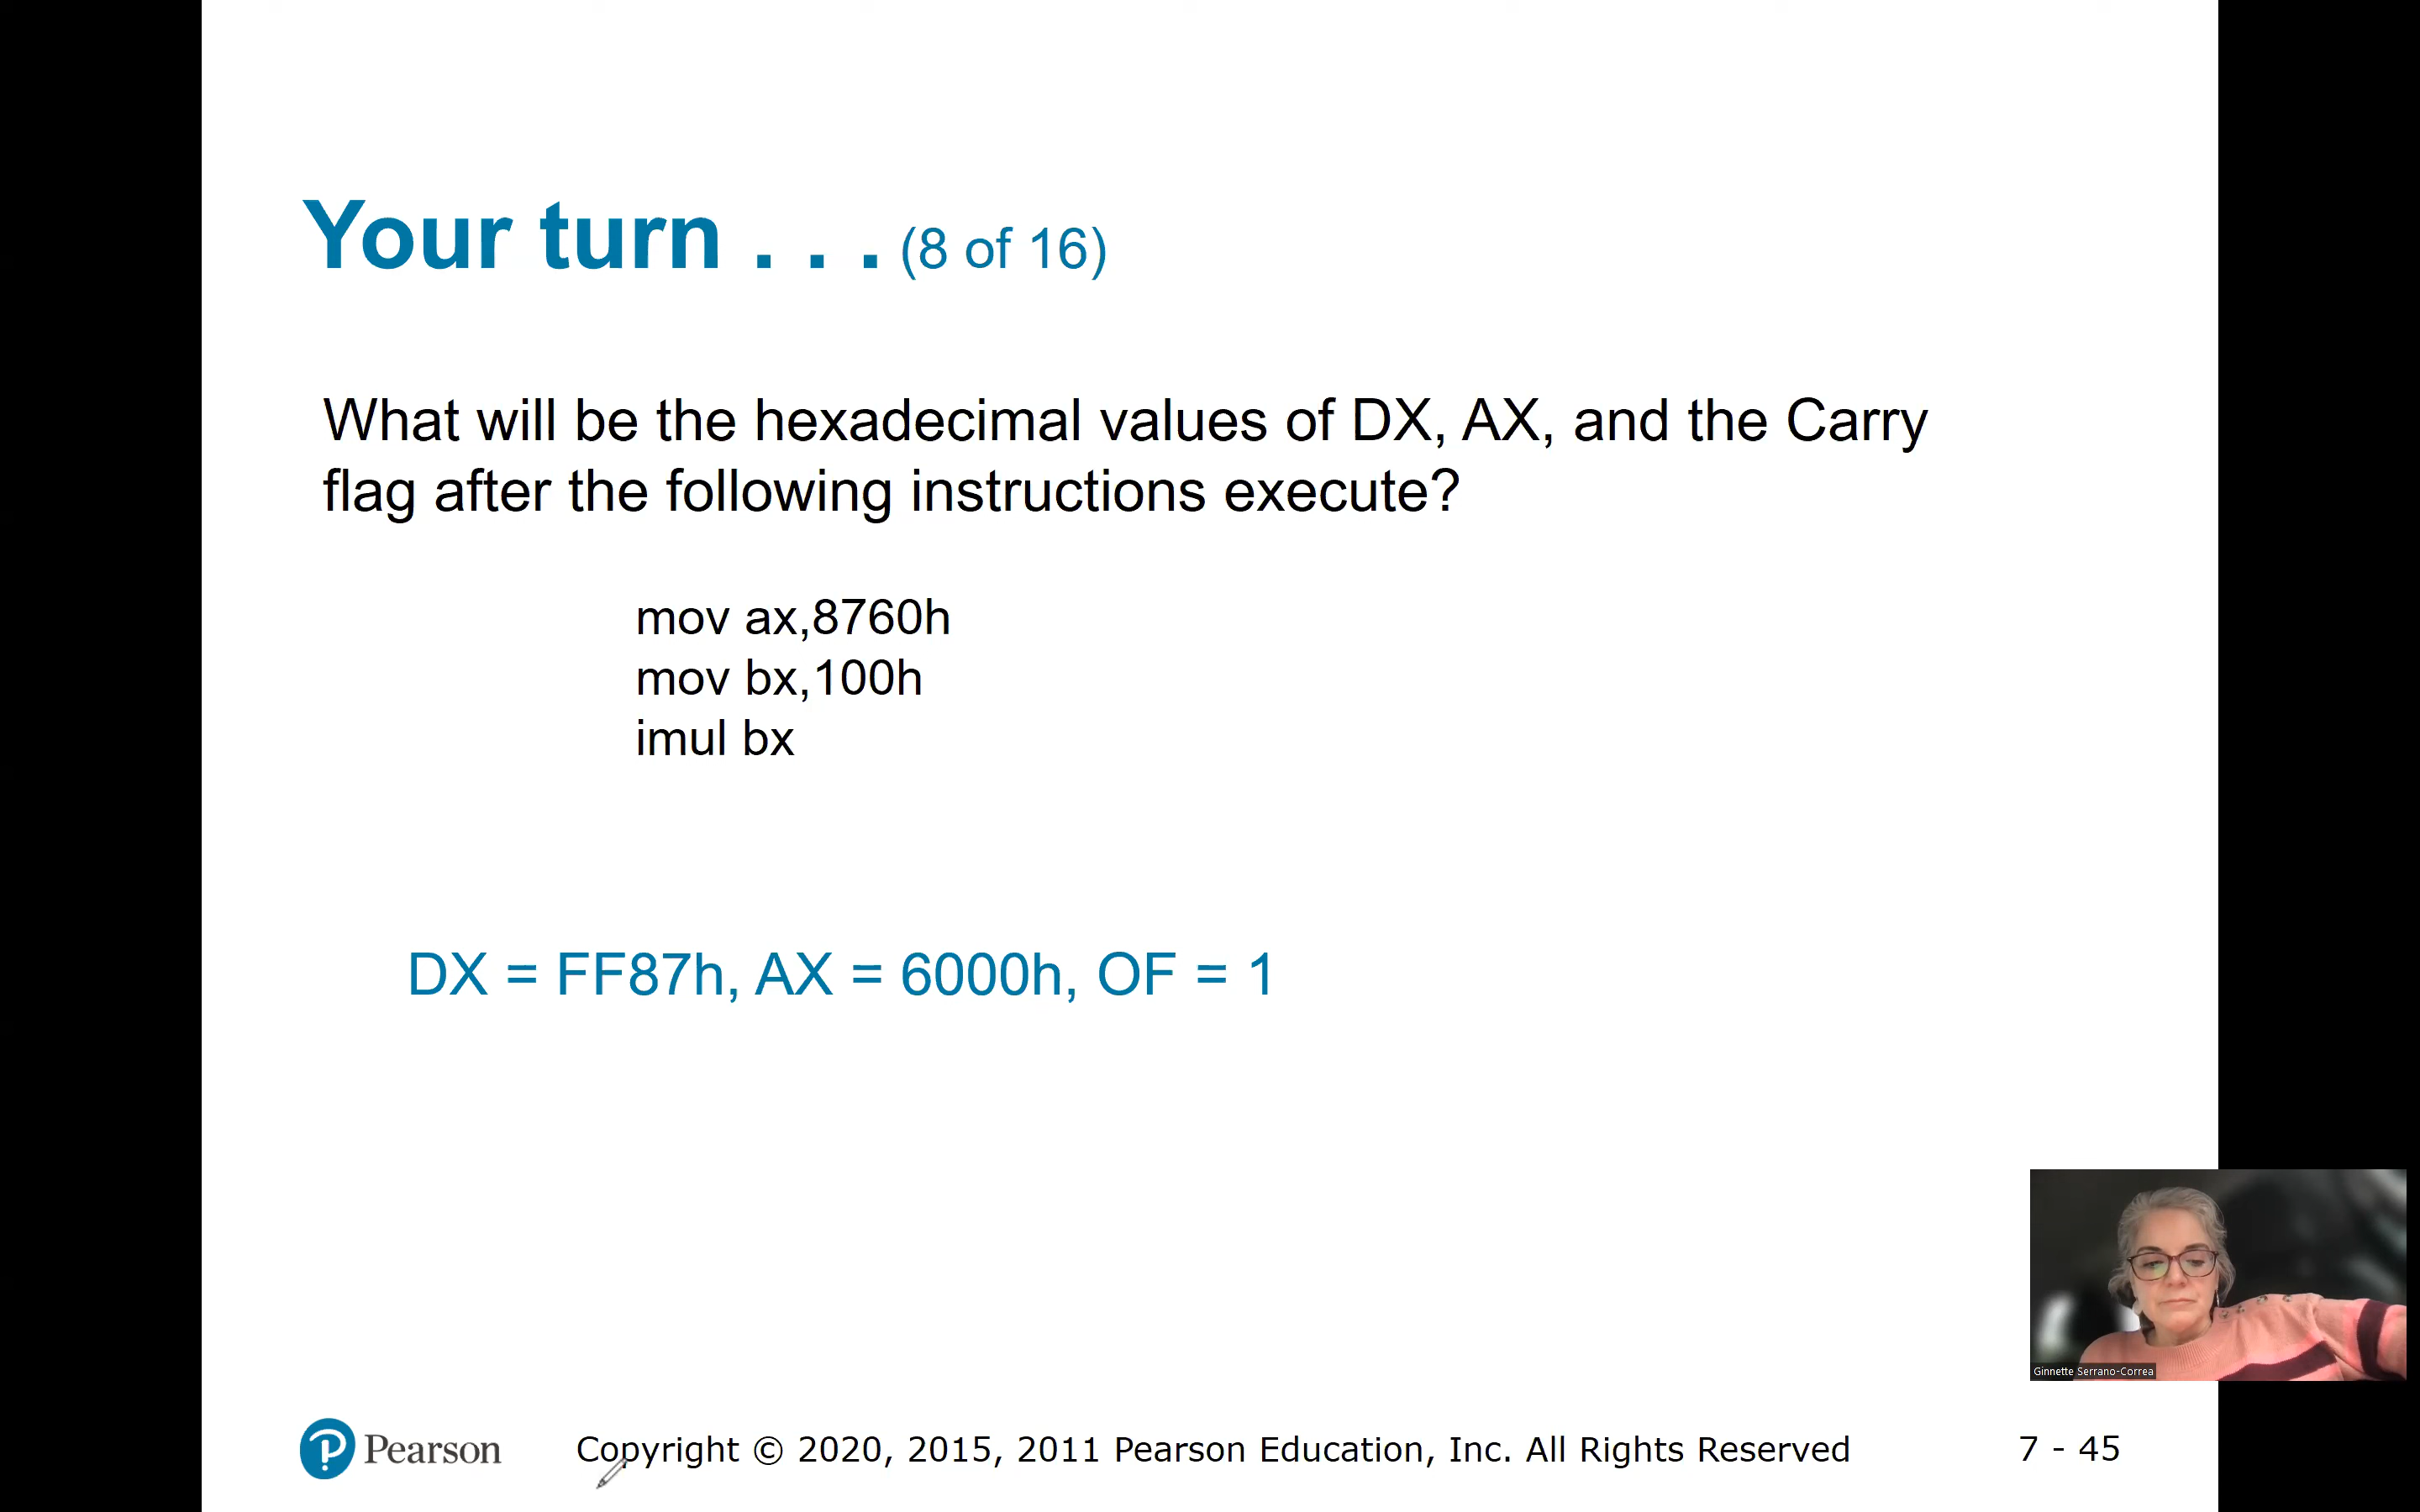 Your turn . . . (8 of 16)
What will be the hexadecimal values of DX, AX, and the Carry
flag after the following instructions execute?
mov ax,8760h
mov bx,100h
imul bx
DX = FF87h, AX = 6000h, OF = 1
Ginnette Serrano-Correa
Pearson
Copyright © 2020, 2015, 2011 Pearson Education, Inc. All Rights Reserved
7 - 45